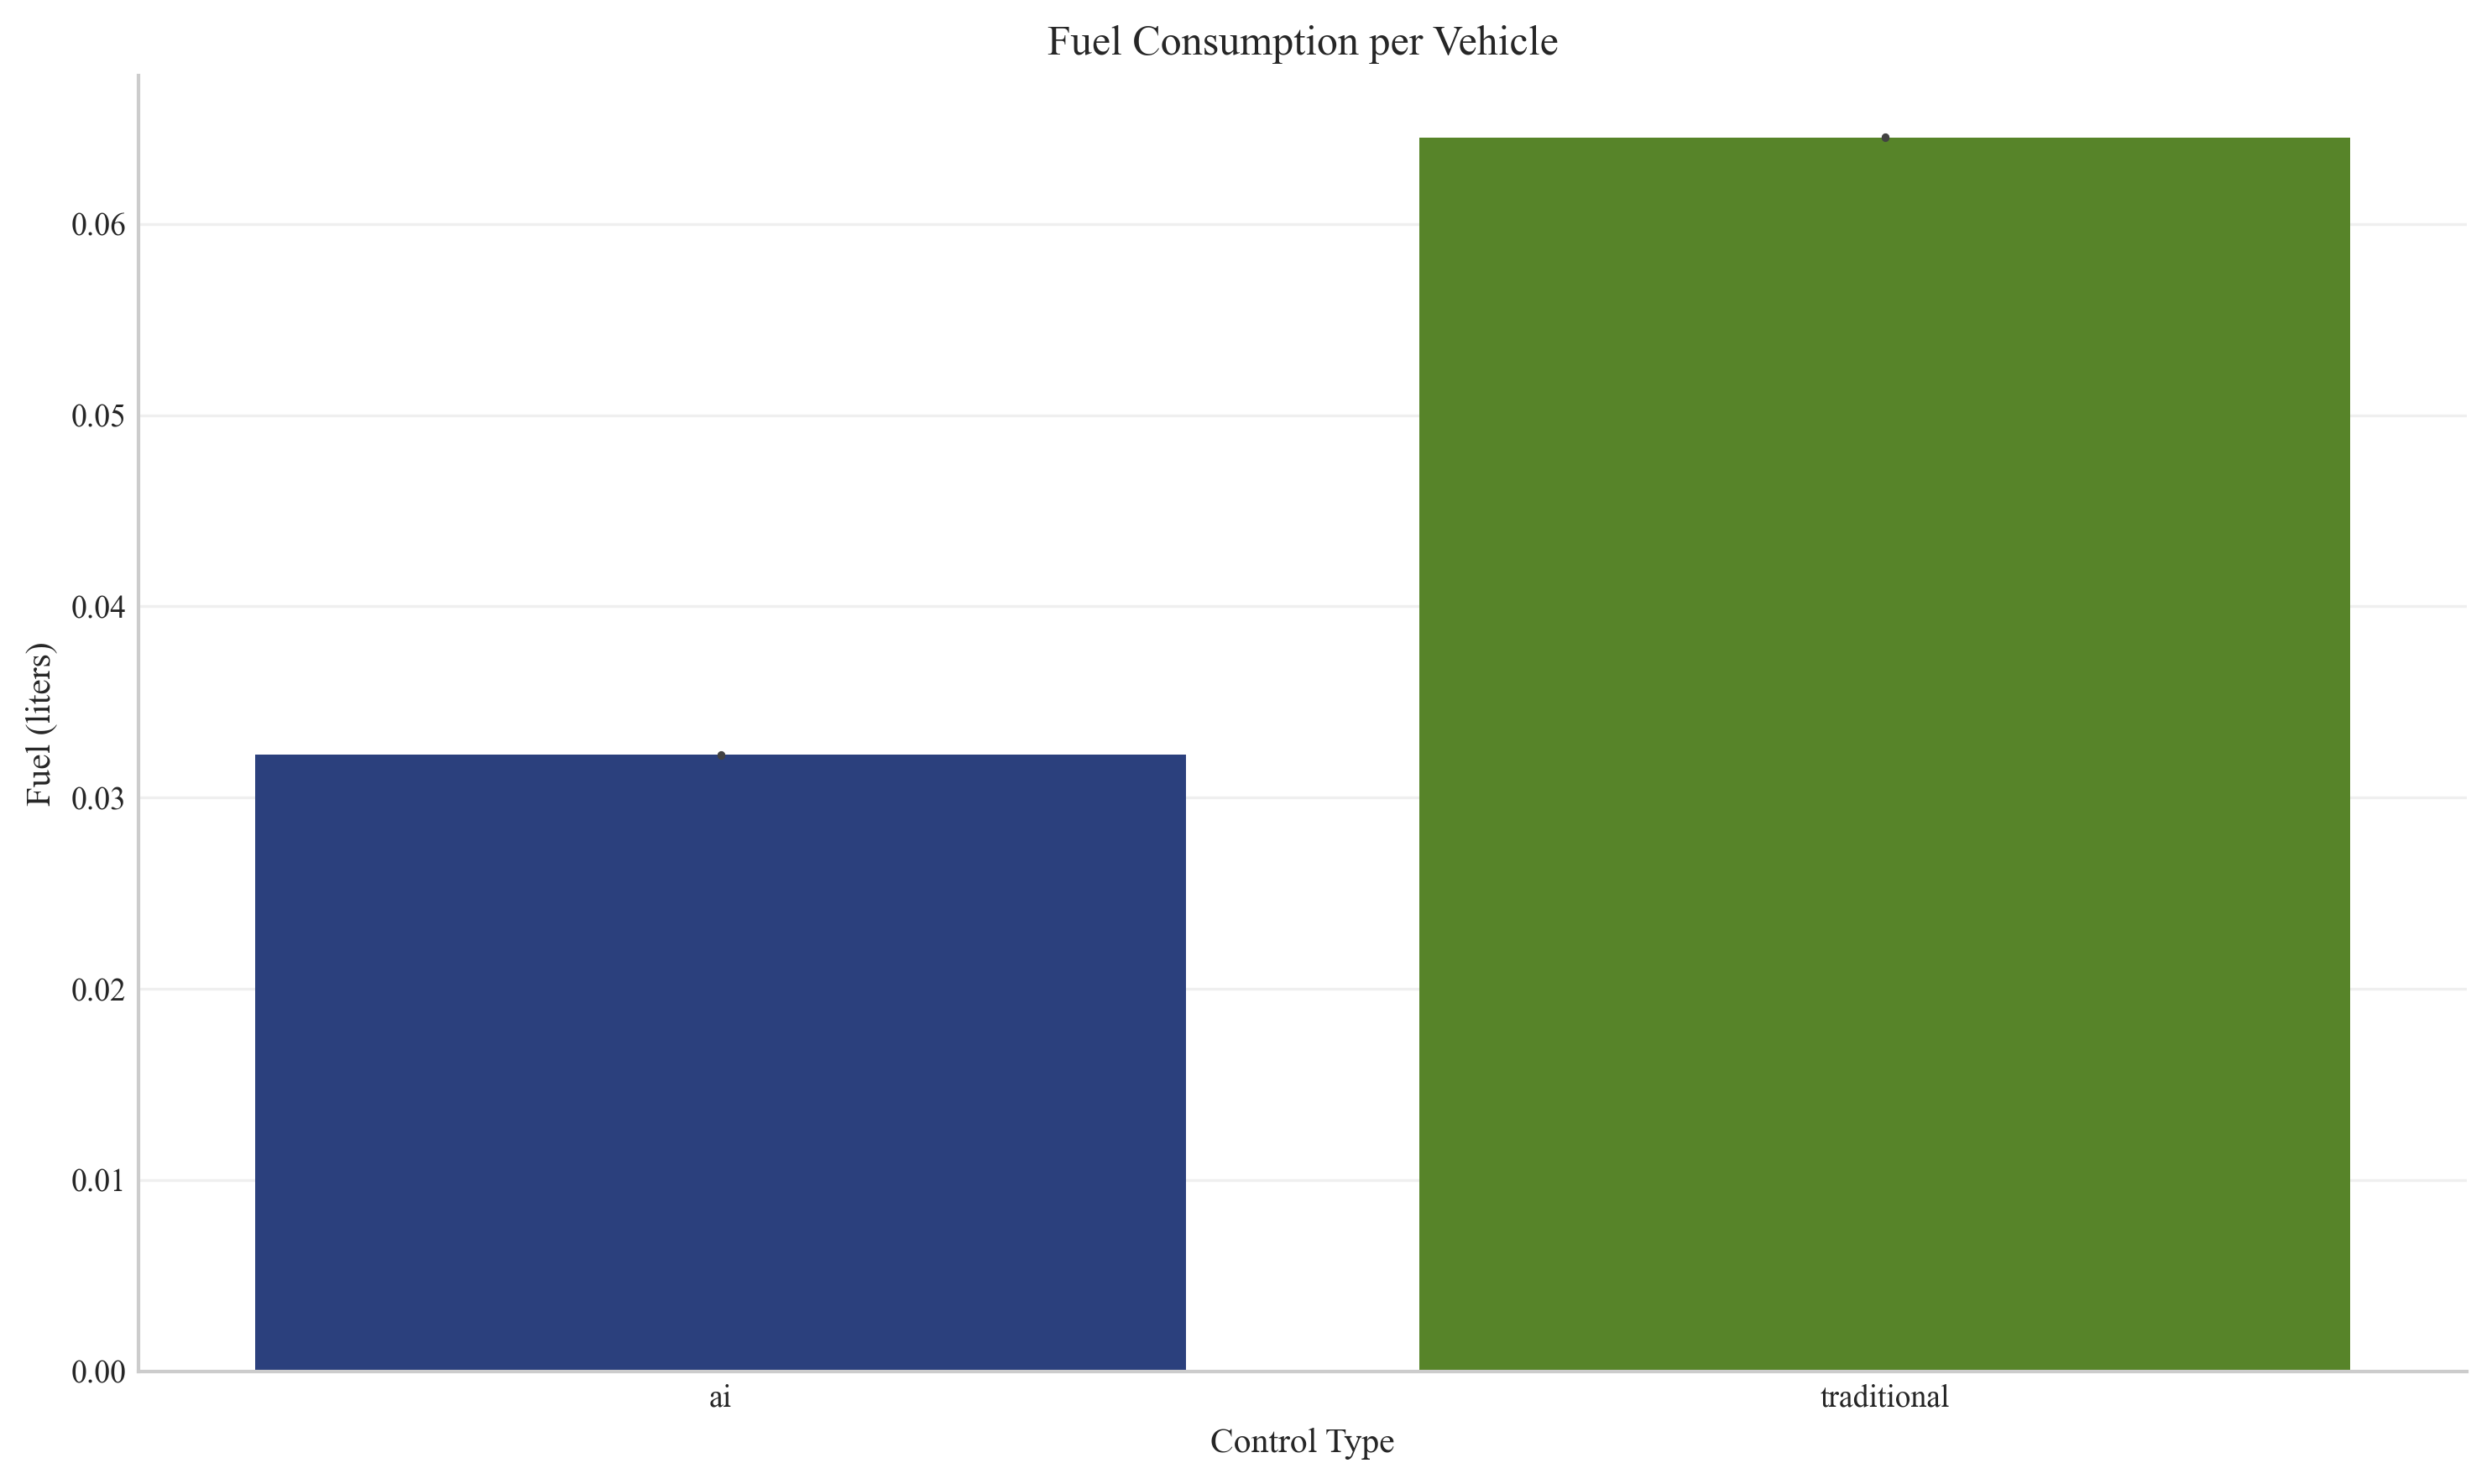 Fuel Consumption per Vehicle
Fuel (liters)
0.06
0.05
0.04
0.03
0.02
0.01
0.00
ai
traditional
Control Type